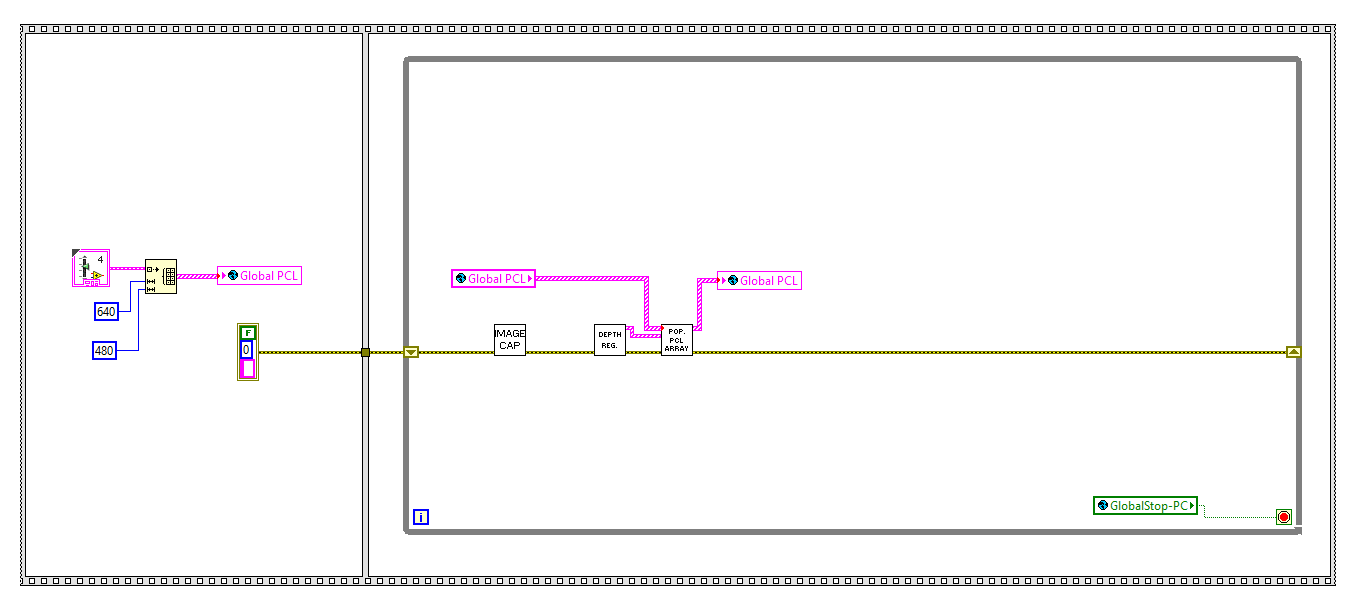 4
DBL
Global PCL
640
480
F
0
Global PCL
Global PCL
IMAGE
CAP
DEPTH
REG.
POP.
PCL
ARRAY
GlobalStop-PC
i